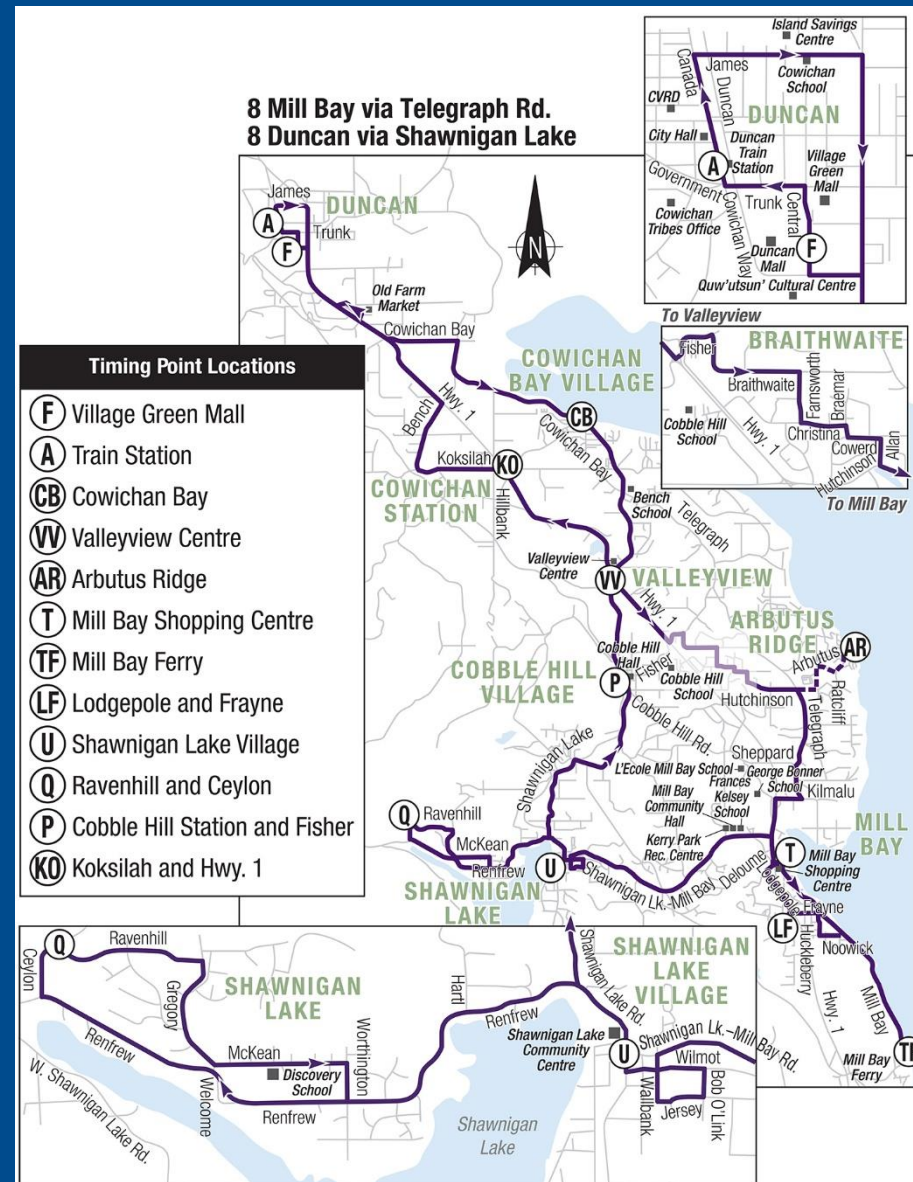 8 Mill Bay via Telegraph Rd.
8 Duncan via Shawnigan Lake
Island Savings
Centre
Canada
James
Duncan
Cowichan
School
CVRD
DUNCAN
City Hall
Duncan
Train
Station
Village
Green
Mall
A
Government
Trunk
Central
Cowichan
Tribes Office
Cowichan Way
Duncan
Mall
F
Quw'utsun' Cultural Centre
N
James
DUNCAN
A
Trunk
F
Old Farm
Market
Cowichan Bay
COWICHAN
BAY VILLAGE
Hwy. 1
CB
Cowichan Bay
Bench
Koksilah
KO
COWICHAN
STATION
Hillbank
Bench
School
Telegraph
Valleyview
Centre
VV
VALLEYVIEW
To Valleyview
BRAITHWAITE
Fisher
Braithwaite
Farnsworth
Braemar
Cobble Hill
School
Hwy. 1
Christina
Cowerd
Allan
Hutchinson
To Mill Bay
Timing Point Locations
F Village Green Mall
A Train Station
CB Cowichan Bay
VV Valleyview Centre
AR Arbutus Ridge
T Mill Bay Shopping Centre
TF Mill Bay Ferry
LF Lodgepole and Frayne
U Shawnigan Lake Village
Q Ravenhill and Ceylon
P Cobble Hill Station and Fisher
KO Koksilah and Hwy. 1
Hwy. 1
ARBUTUS
RIDGE
Arbutus
AR
Ratcliff
Cobble Hill
Hall
COBBLE HILL
VILLAGE
P
Fisher
Cobble Hill
School
Hutchinson
Telegraph
Cobble Hill Rd.
Shawnigan Lake
Sheppard
L'Ecole Mill Bay School
George Bonner
School
Frances
Kelsey
School
Kilmalu
Mill Bay
Community
Hall
Kerry Park
Rec. Centre
MILL
BAY
Q
Ravenhill
McKean
Renfrew
U
Shawnigan Lk.-Mill Bay
Deloume
T
Mill Bay
Shopping
Centre
SHAWNIGAN
LAKE
Lodgepole
Frayne
LF
Huckleberry
Noowick
Hwy. 1
Mill Bay
Mill Bay
Ferry
TF
Q
Ravenhill
Ceylon
Gregory
SHAWNIGAN
LAKE
Hartl
Renfrew
Shawnigan Lake Rd.
SHAWNIGAN
LAKE
VILLAGE
Renfrew
McKean
Worthington
Discovery
School
Shawnigan Lake
Community
Centre
U
Shawnigan Lk.–Mill Bay Rd.
Wilmot
Wallbank
Bob O'Link
Jersey
W. Shawnigan Lake Rd.
Welcome
Renfrew
Shawnigan
Lake